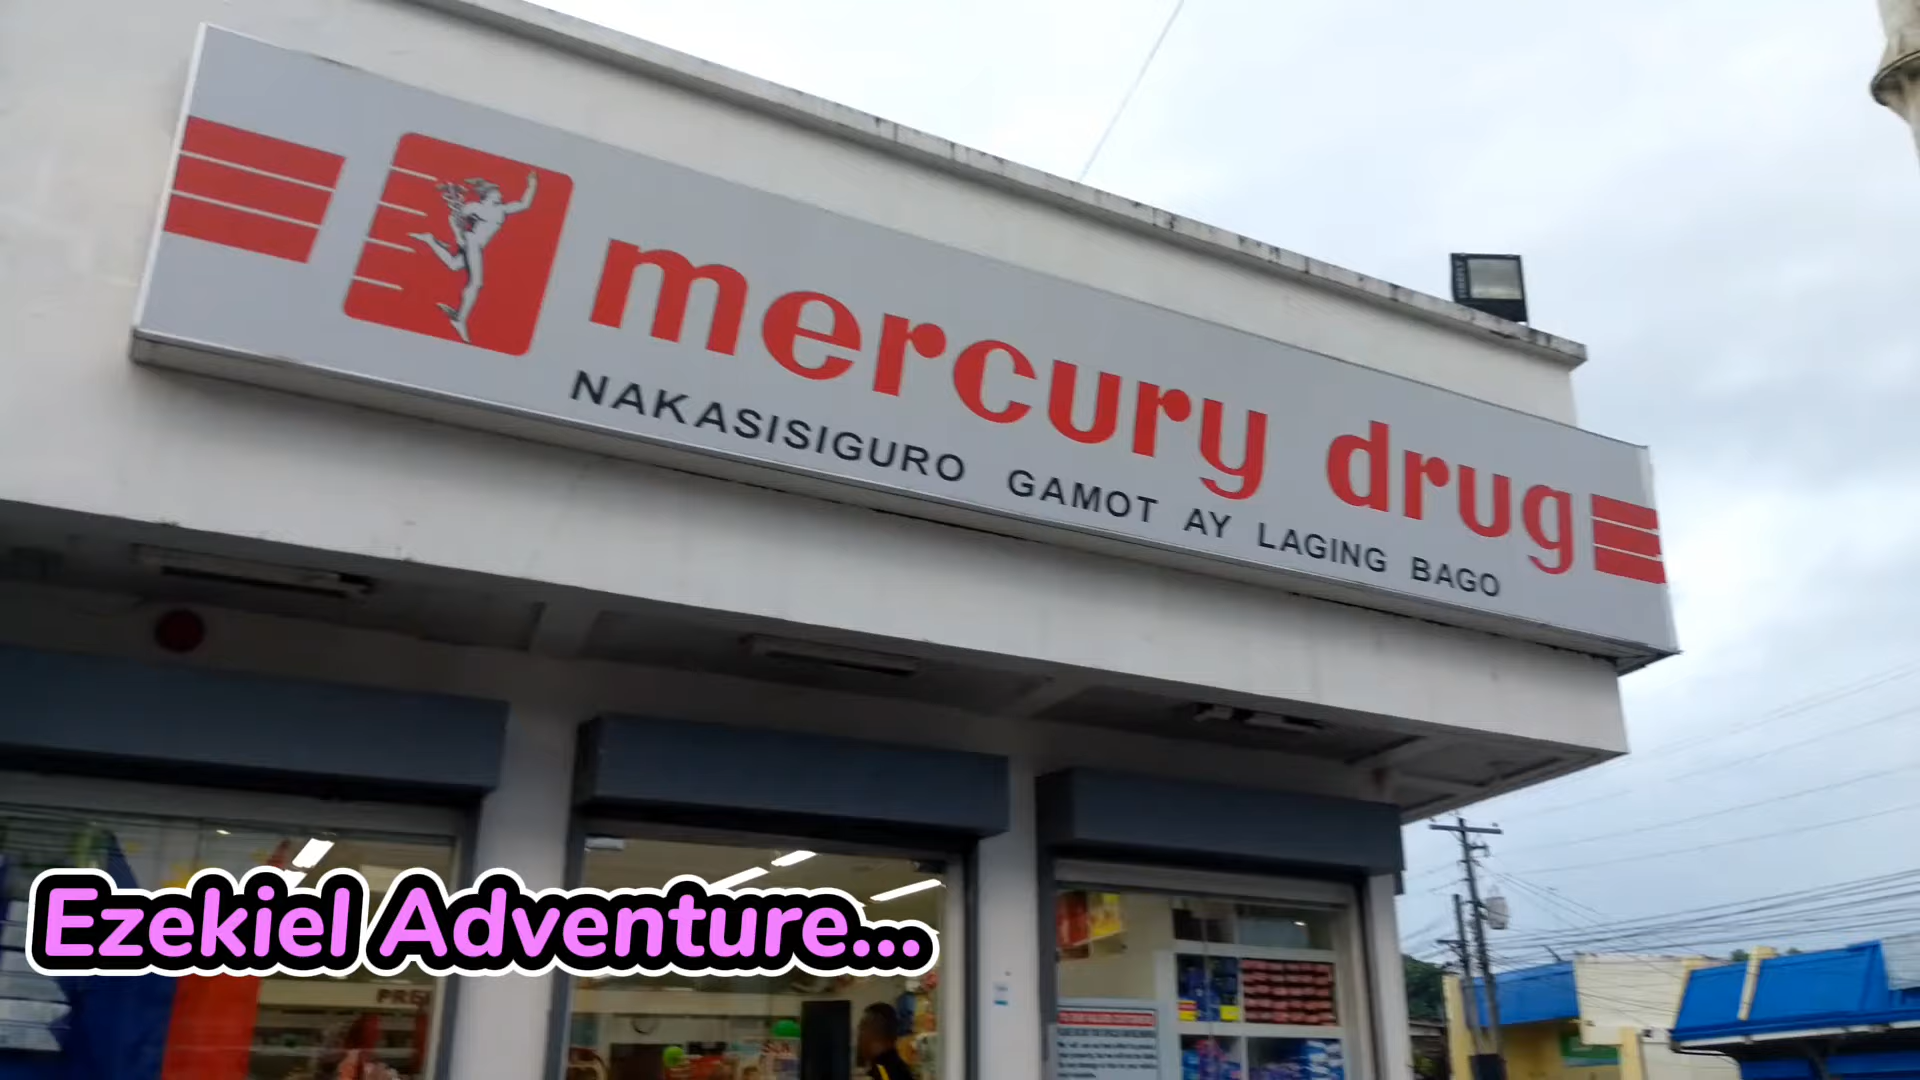 mercury drug
NAKASISIGURO GAMOT AY LAGING BAGO
Ezekiel Adventure...